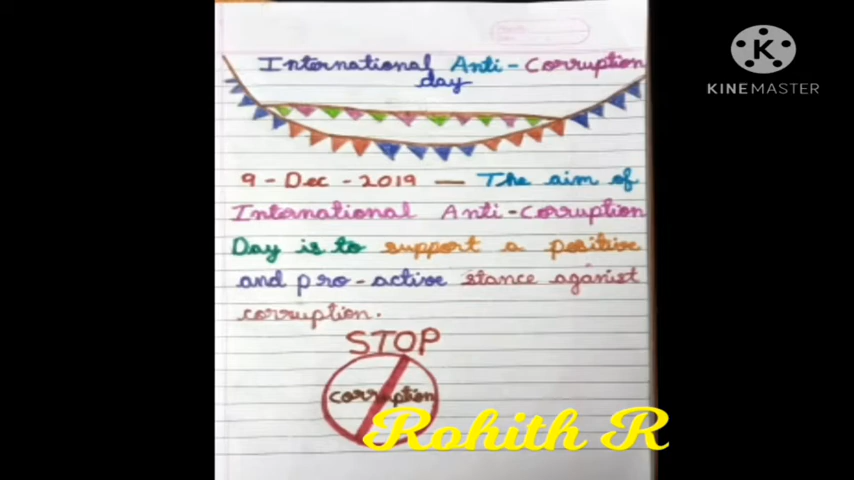 International Anti-Corruption
day
9-Dec-2019 — The aim of
International Anti-Corruption
Day is to support a positive
and pro-active stance aganist
corruption.
STOP
corruption
Rohith R
K
KINEMASTER